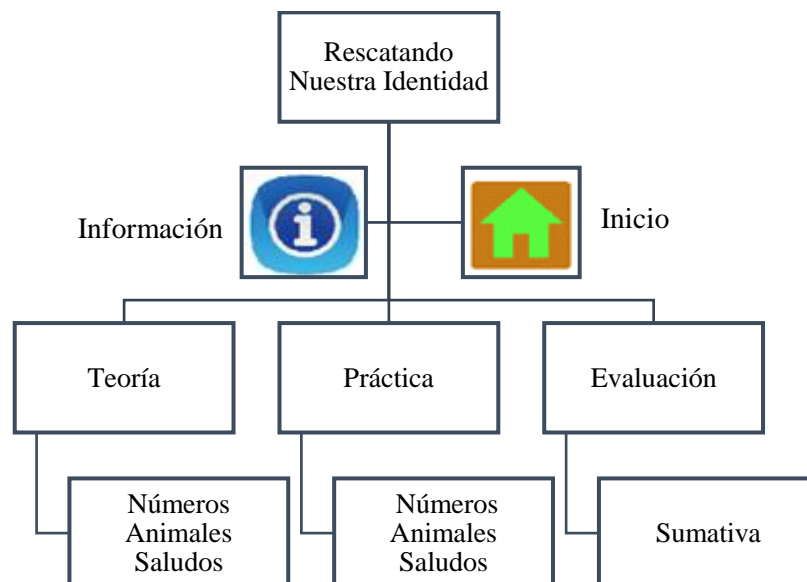 Rescatando
Nuestra Identidad
Información
Inicio
Teoría
Práctica
Evaluación
Números
Animales
Saludos
Números
Animales
Saludos
Sumativa